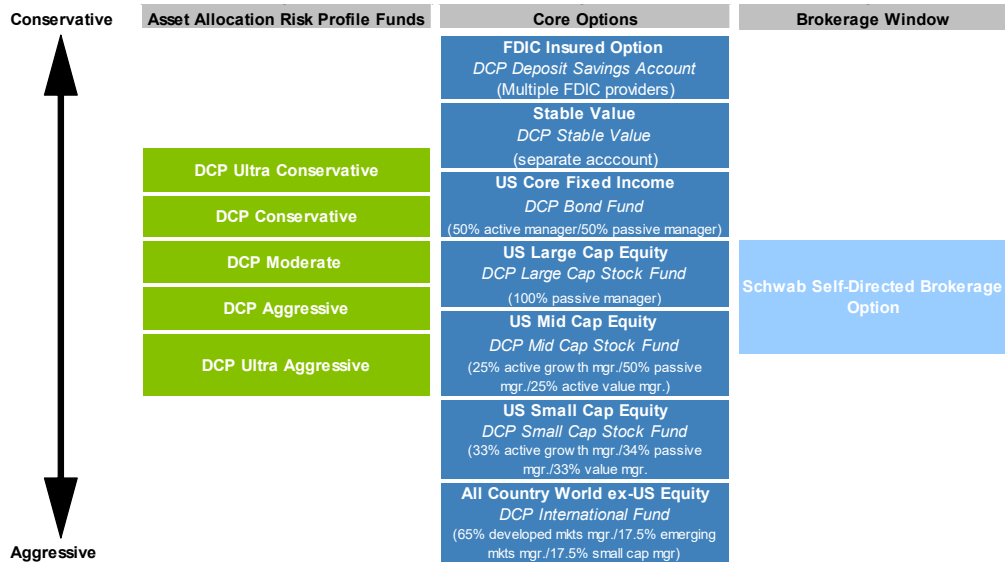 Conservative
Asset Allocation Risk Profile Funds
Core Options
Brokerage Window
FDIC Insured Option
DCP Deposit Savings Account
(Multiple FDIC providers)
Stable Value
DCP Stable Value
(separate acccount)
DCP Ultra Conservative
US Core Fixed Income
DCP Bond Fund
(50% active manager/50% passive manager)
DCP Conservative
US Large Cap Equity
DCP Large Cap Stock Fund
(100% passive manager)
DCP Moderate
Schwab Self-Directed Brokerage
Option
DCP Aggressive
US Mid Cap Equity
DCP Mid Cap Stock Fund
(25% active growth mgr./50% passive
mgr./25% active value mgr.)
DCP Ultra Aggressive
US Small Cap Equity
DCP Small Cap Stock Fund
(33% active growth mgr./34% passive
mgr./33% value mgr.
All Country World ex-US Equity
DCP International Fund
(65% developed mkts mgr./17.5% emerging
mkts mgr./17.5% small cap mgr)
Aggressive